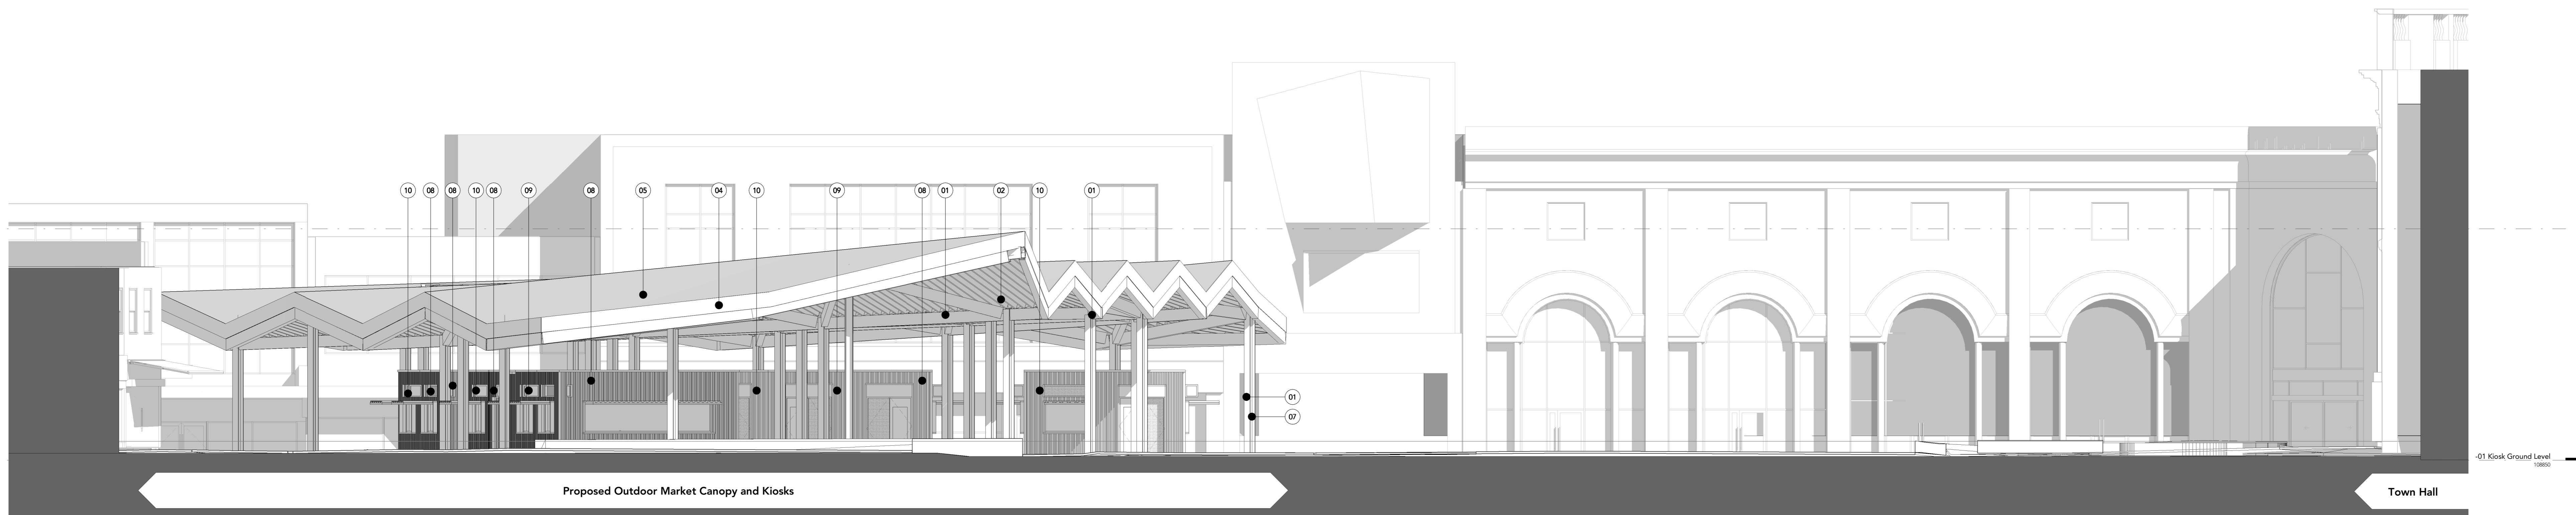 10 08 08 10 08 09 08 05 04 10 09 08 01 02 10 01
01
07
-01 Kiosk Ground Level
108850
Proposed Outdoor Market Canopy and Kiosks
Town Hall